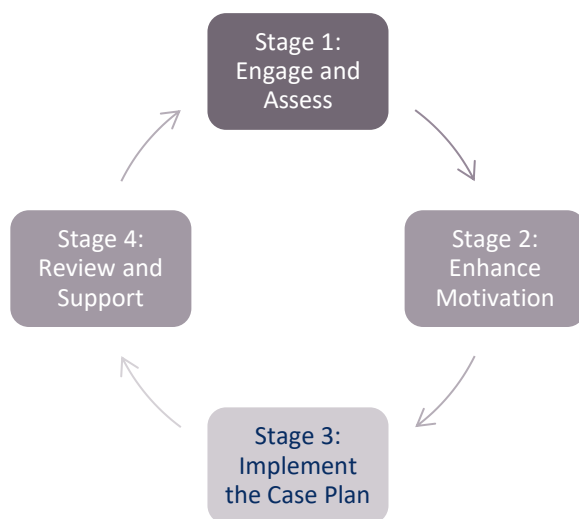 Stage 1:
Engage and
Assess
Stage 2:
Enhance
Motivation
Stage 3:
Implement
the Case Plan
Stage 4:
Review and
Support